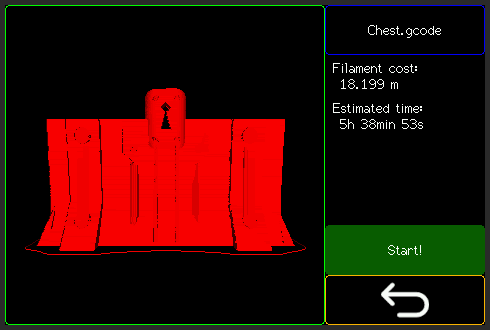 Chest.gcode
Filament cost:
18.199 m
Estimated time:
5h 38min 53s
Start!